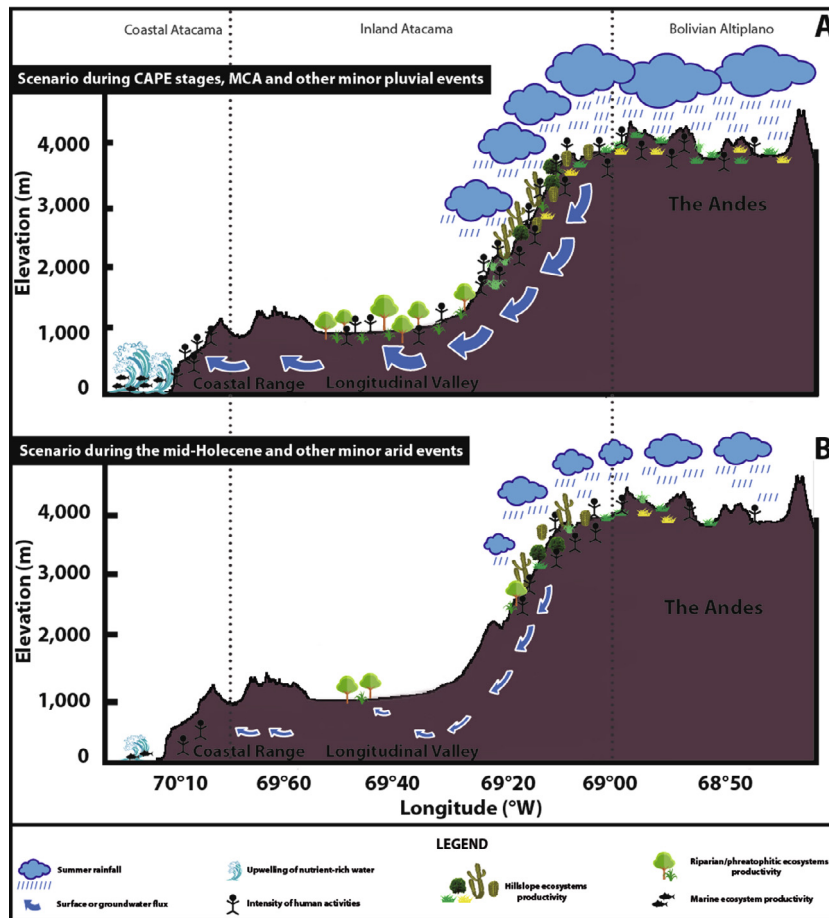 Coastal Atacama
Inland Atacama
Bolivian Altiplano
A
Scenario during CAPE stages, MCA and other minor pluvial events
4,000
3,000
2,000
1,000
0
Elevation (m)
The Andes
Coastal Range
Longitudinal Valley
B
Scenario during the mid-Holocene and other minor arid events
4,000
3,000
2,000
1,000
0
Elevation (m)
The Andes
Coastal Range
Longitudinal Valley
70°10
69°60
69°40
69°20
69°00
68°50
Longitude (°W)
LEGEND
Summer rainfall
Upwelling of nutrient-rich water
Hillslope ecosystems
productivity
Riparian/phreatophitic ecosystems
productivity
Surface or groundwater flux
Intensity of human activities
Marine ecosystem productivity